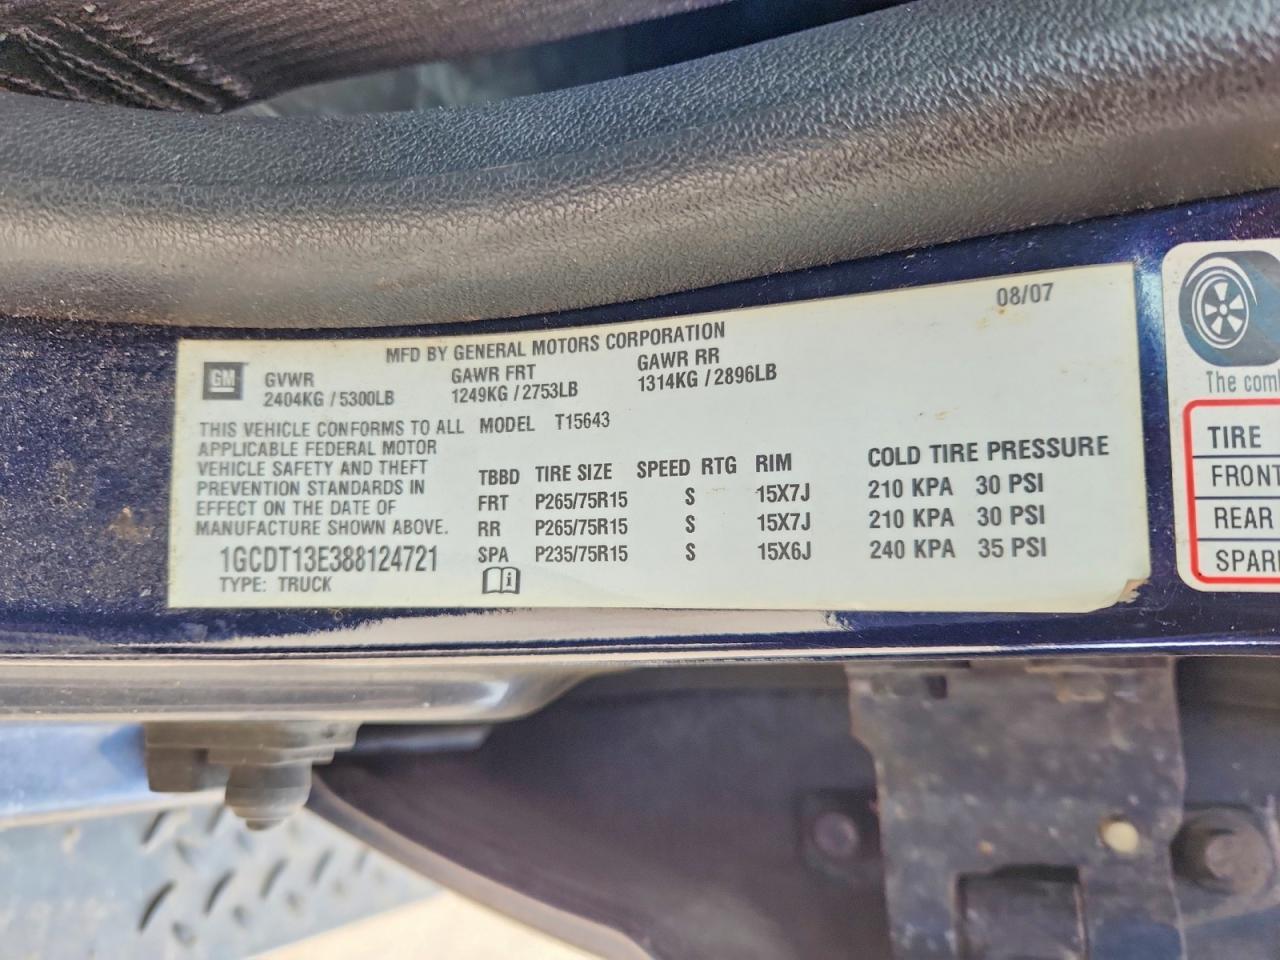 08/07
MFD BY GENERAL MOTORS CORPORATION
GM
GVWR GAWR FRT GAWR RR
2404KG / 5300LB 1249KG / 2753LB 1314KG / 2896LB
THIS VEHICLE CONFORMS TO ALL MODEL T15643
APPLICABLE FEDERAL MOTOR
VEHICLE SAFETY AND THEFT
PREVENTION STANDARDS IN
EFFECT ON THE DATE OF
MANUFACTURE SHOWN ABOVE.
1GCDT13E388124721
TYPE: TRUCK
TBBD TIRE SIZE SPEED RTG RIM COLD TIRE PRESSURE
FRT P265/75R15 S 15X7J 210 KPA 30 PSI
RR P265/75R15 S 15X7J 210 KPA 30 PSI
SPA P235/75R15 S 15X6J 240 KPA 35 PSI
i
The com
TIRE
FRONT
REAR
SPAR